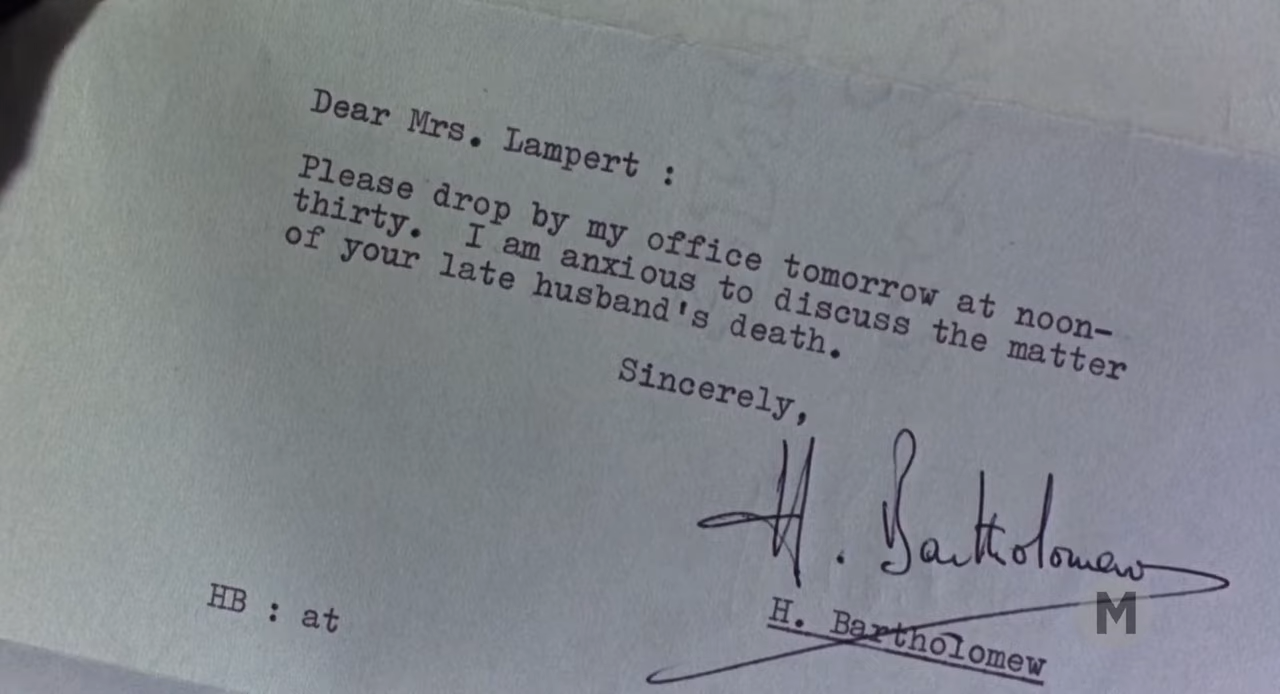 Dear Mrs. Lampert :
Please drop by my office tomorrow at noon-
thirty.  I am anxious to discuss the matter
of your late husband's death.
Sincerely,
H. Bartholomew
H. Bartholomew
HB : at
M